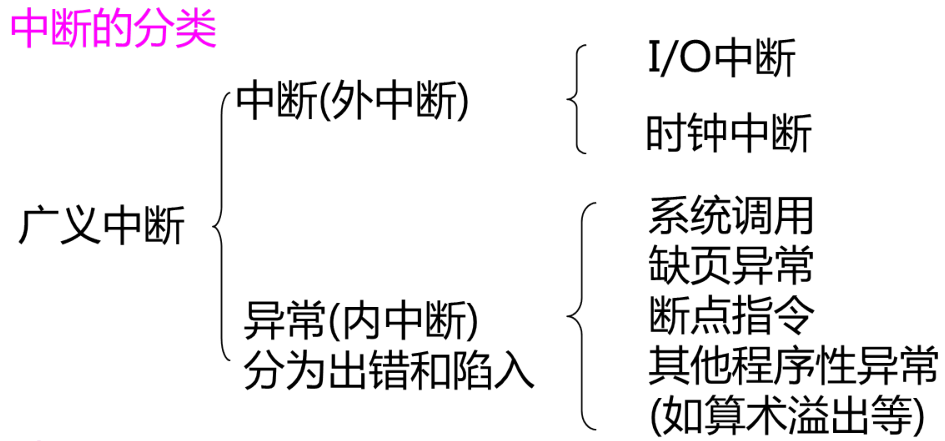 中断的分类
中断(外中断)
I/O中断
时钟中断
广义中断
异常(内中断)
分为出错和陷入
系统调用
缺页异常
断点指令
其他程序性异常
(如算术溢出等)